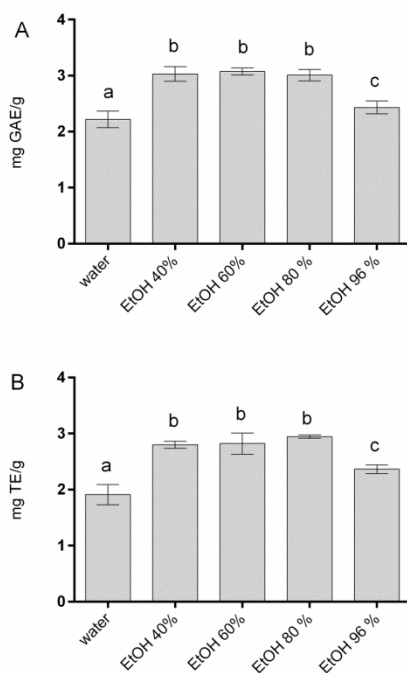 A
mg GAE/g
4
3
2
1
0
a
b
b
b
c
water
EtOH 40%
EtOH 60%
EtOH 80 %
EtOH 96 %
B
mg TE/g
4
3
2
1
0
a
b
b
b
c
water
EtOH 40%
EtOH 60%
EtOH 80 %
EtOH 96 %